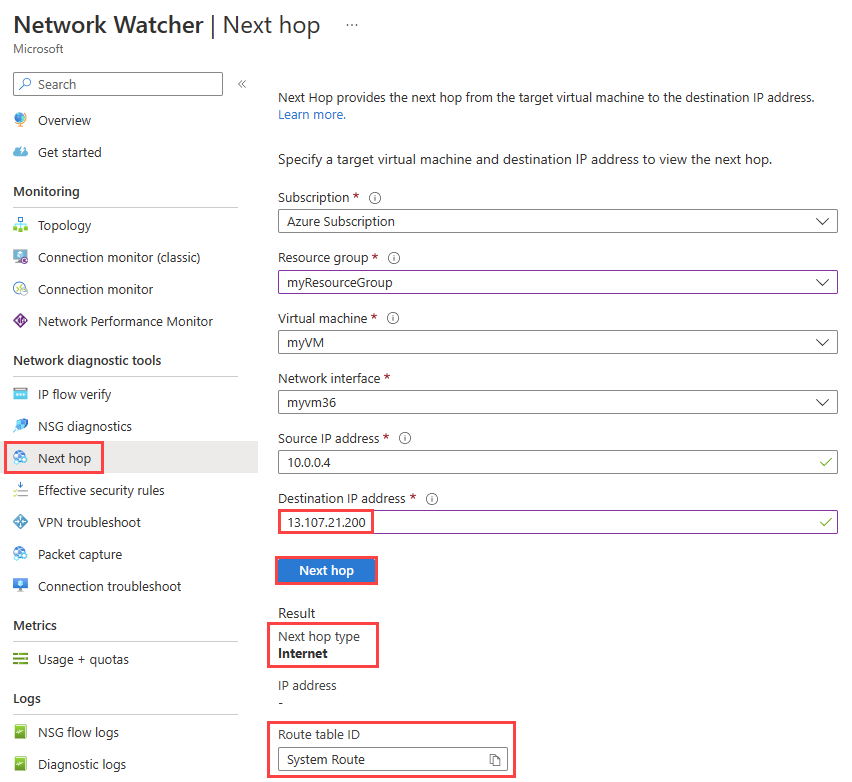 Network Watcher | Next hop ...
Microsoft
Search
«
Overview
Get started
Monitoring
Topology
Connection monitor (classic)
Connection monitor
Network Performance Monitor
Network diagnostic tools
IP flow verify
NSG diagnostics
Next hop
Effective security rules
VPN troubleshoot
Packet capture
Connection troubleshoot
Metrics
Usage + quotas
Logs
NSG flow logs
Diagnostic logs
Next Hop provides the next hop from the target virtual machine to the destination IP address.
Learn more.
Specify a target virtual machine and destination IP address to view the next hop.
Subscription *
Azure Subscription
Resource group *
myResourceGroup
Virtual machine *
myVM
Network interface *
myvm36
Source IP address *
10.0.0.4
Destination IP address *
13.107.21.200
Next hop
Result
Next hop type
Internet
IP address
-
Route table ID
System Route